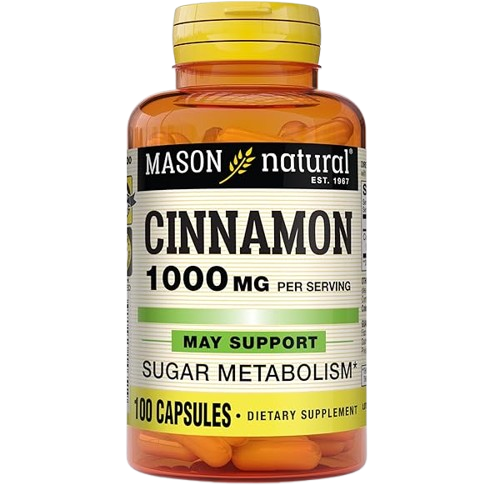 MASON natural®
EST. 1967
CINNAMON
1000 MG PER SERVING
MAY SUPPORT
SUGAR METABOLISM*
100 CAPSULES • DIETARY SUPPLEMENT